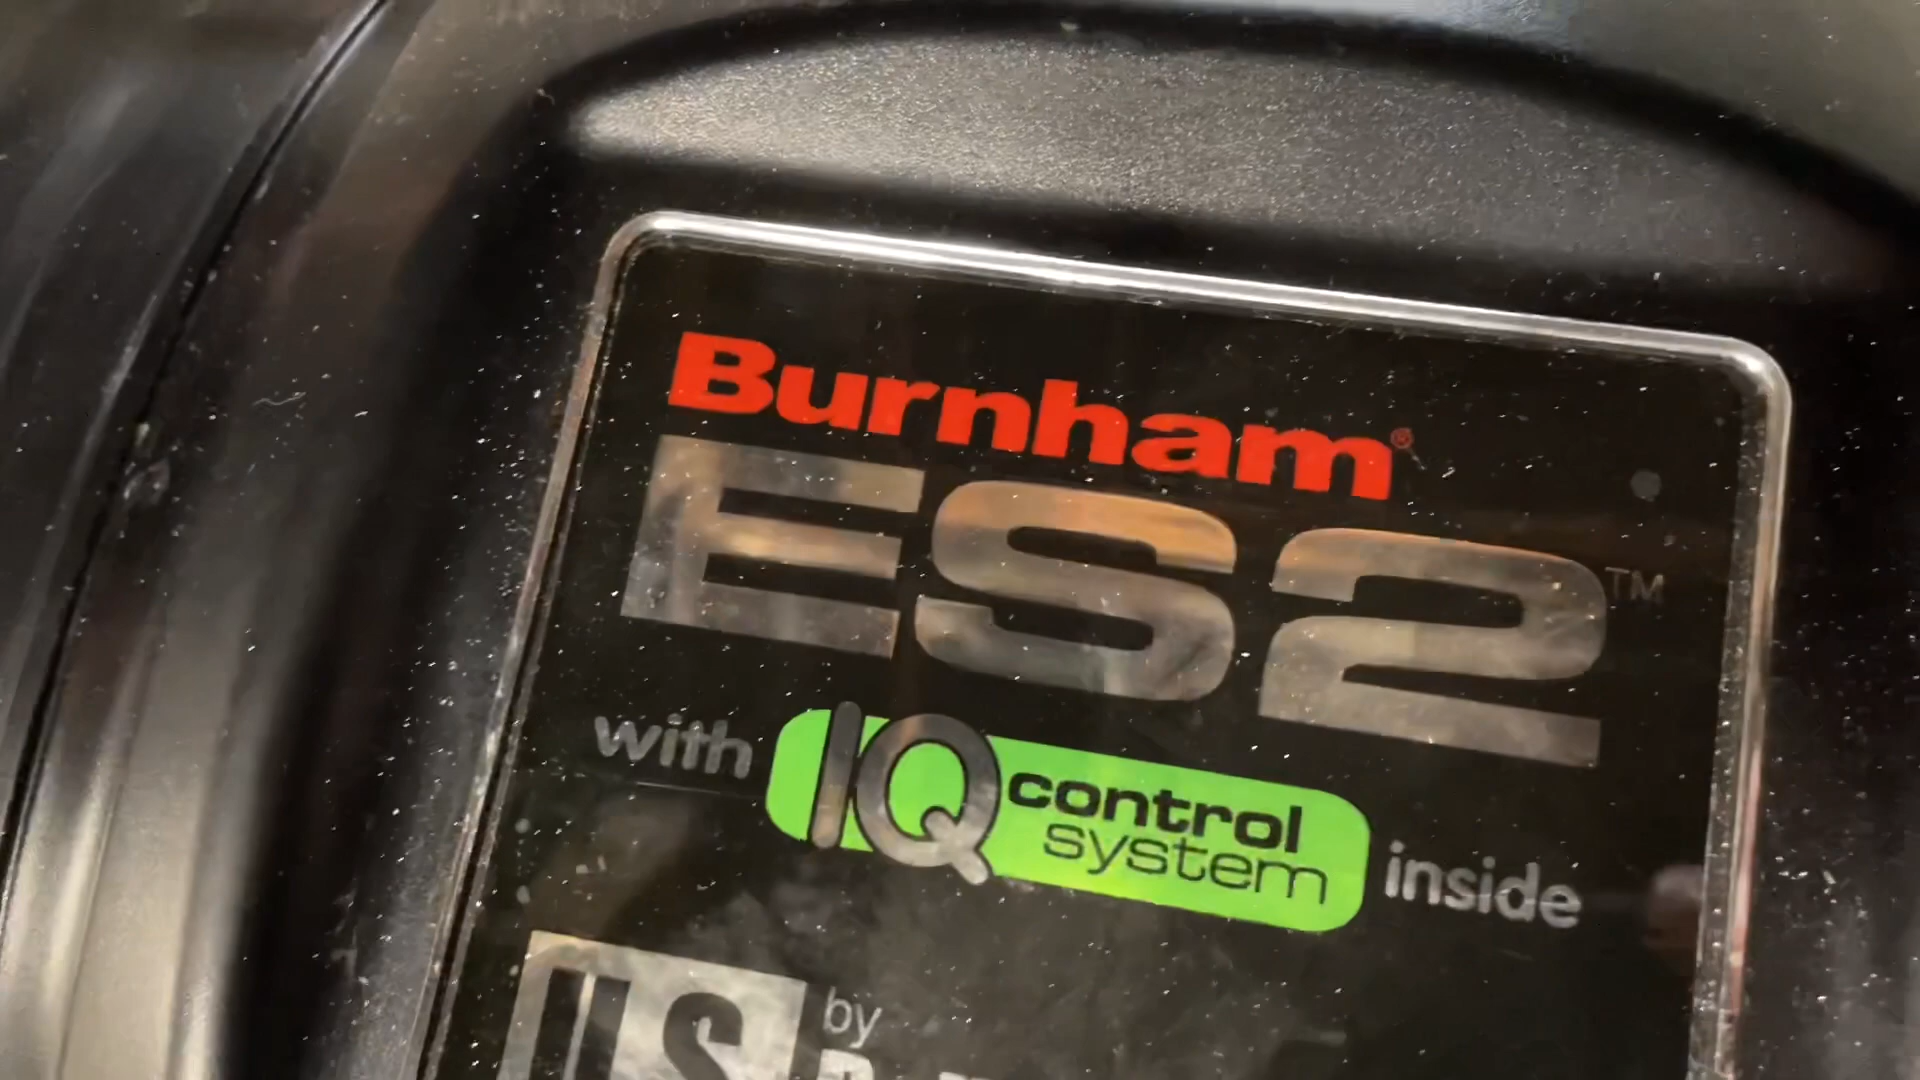 Burnham®
ES2™
with IQ control system inside
by